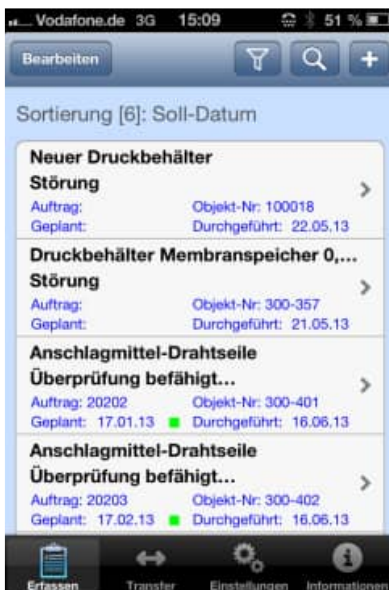 Vodafone.de 3G 15:09 51 %
Bearbeiten
Sortierung [6]: Soll-Datum
Neuer Druckbehälter
Störung
Auftrag: Objekt-Nr: 100018
Geplant: Durchgeführt: 22.05.13
Druckbehälter Membranspeicher 0,...
Störung
Auftrag: Objekt-Nr: 300-357
Geplant: Durchgeführt: 21.05.13
Anschlagmittel-Drahtseile
Überprüfung befähigt...
Auftrag: 20202 Objekt-Nr: 300-401
Geplant: 17.01.13 Durchgeführt: 16.06.13
Anschlagmittel-Drahtseile
Überprüfung befähigt...
Auftrag: 20203 Objekt-Nr: 300-402
Geplant: 17.02.13 Durchgeführt: 16.06.13
Erfassen Transfer Einstellungen Informationen